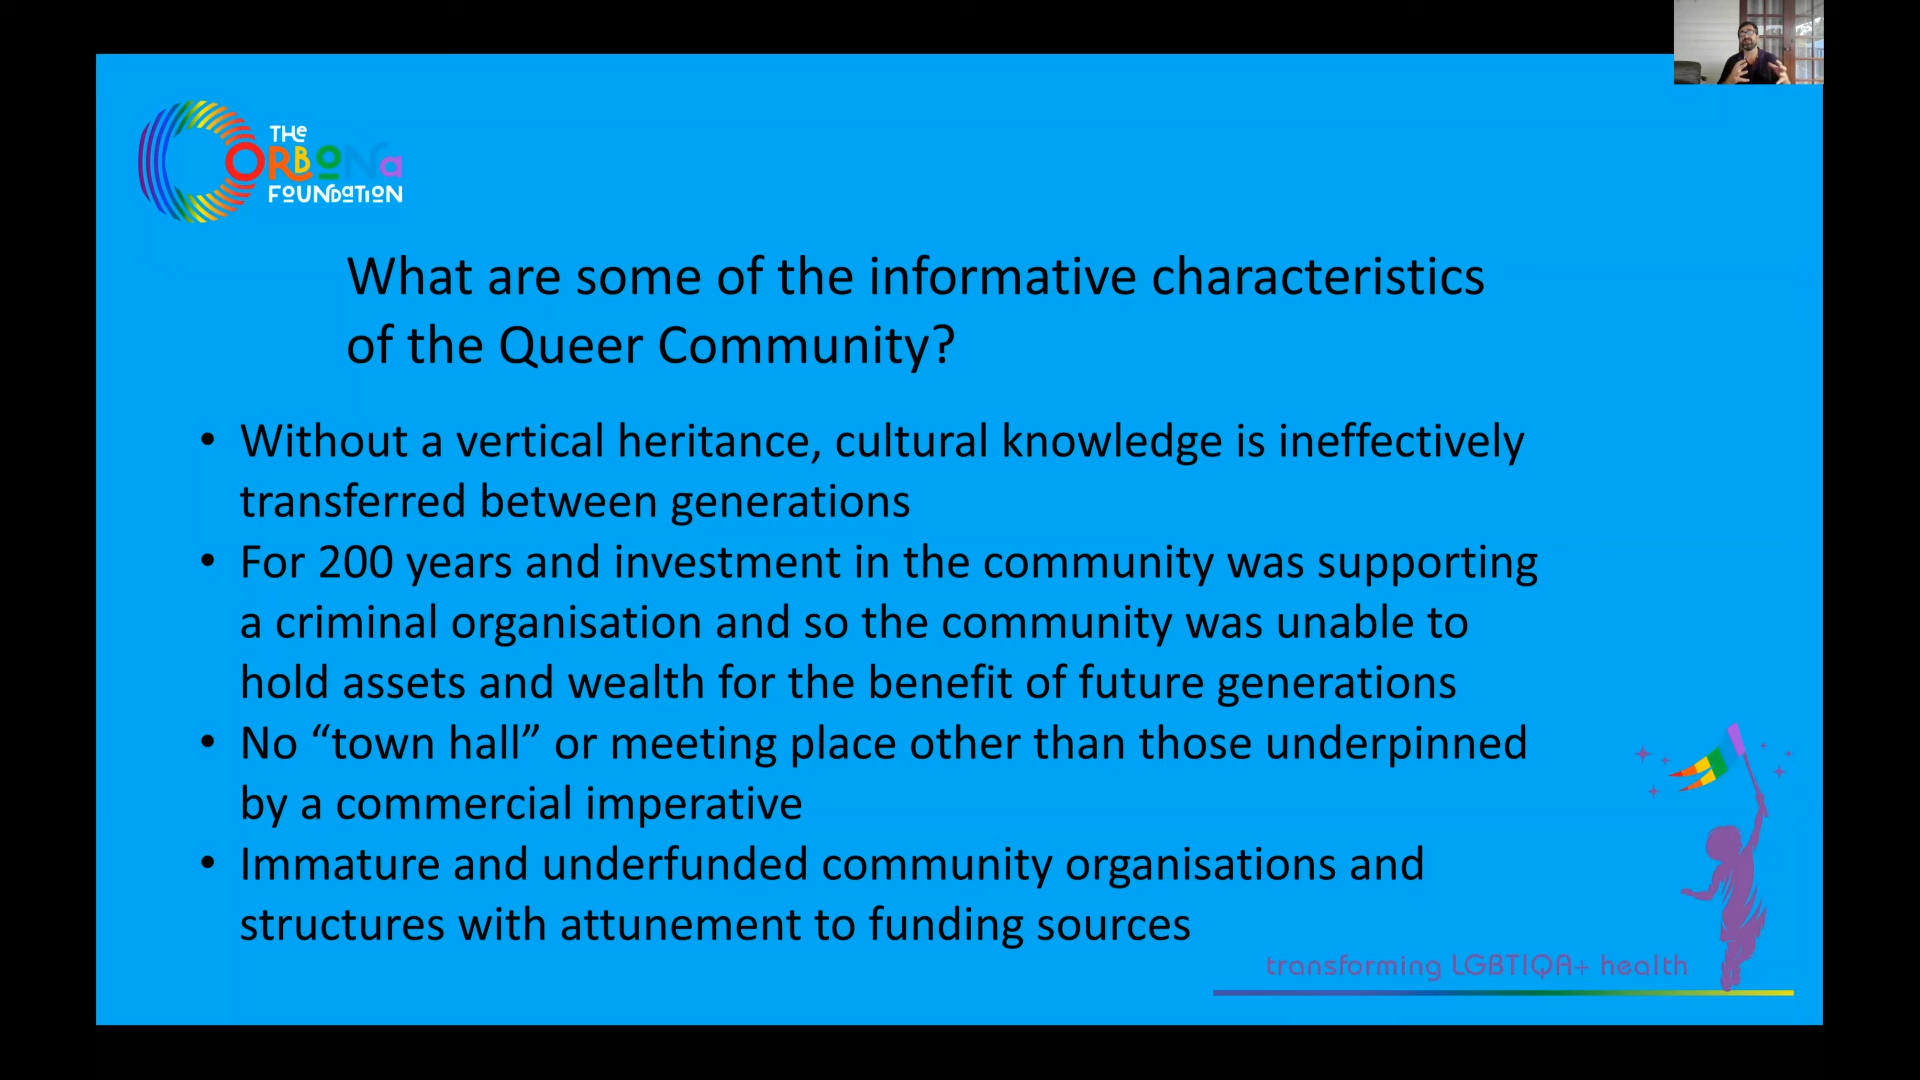 THe
ORBONa
FOUNDaTION
What are some of the informative characteristics
of the Queer Community?
• Without a vertical heritance, cultural knowledge is ineffectively
transferred between generations
• For 200 years and investment in the community was supporting
a criminal organisation and so the community was unable to
hold assets and wealth for the benefit of future generations
• No “town hall” or meeting place other than those underpinned
by a commercial imperative
• Immature and underfunded community organisations and
structures with attunement to funding sources
transforming LGBTIQA+ health